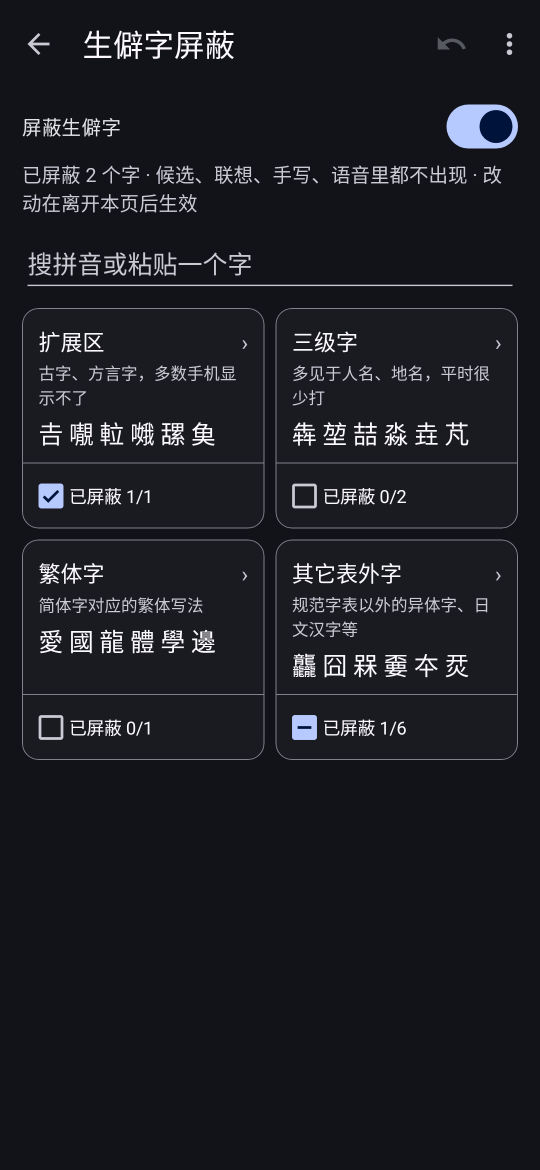 生僻字屏蔽
屏蔽生僻字
已屏蔽 2 个字 · 候选、联想、手写、语音里都不出现 · 改
动在离开本页后生效
搜拼音或粘贴一个字
扩展区 ›
古字、方言字，多数手机显
示不了
已屏蔽 1/1
三级字 ›
多见于人名、地名，平时很
少打
犇 堃 喆 淼 垚 芃
已屏蔽 0/2
繁体字 ›
简体字对应的繁体写法
愛 國 龍 體 學 邊
已屏蔽 0/1
其它表外字 ›
规范字表以外的异体字、日
文汉字等
龘 囧 槑 嫑 夲 烎
已屏蔽 1/6